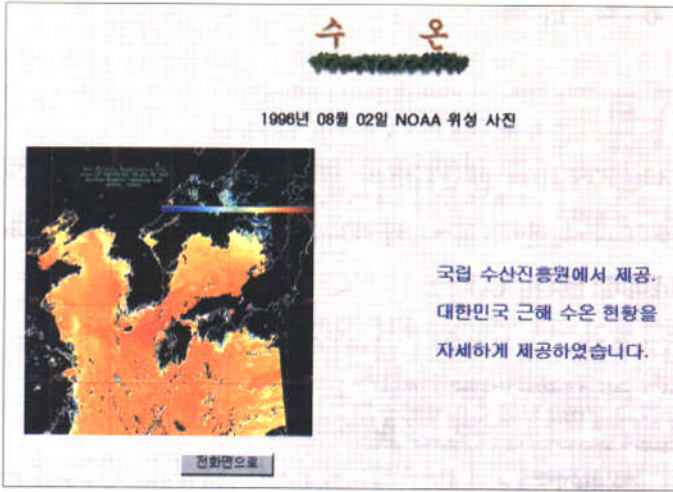 수 온
1996년 08월 02일 NOAA 위성 사진
국립 수산진흥원에서 제공.
대한민국 근해 수온 현황을
자세하게 제공하였습니다.
전화면으로